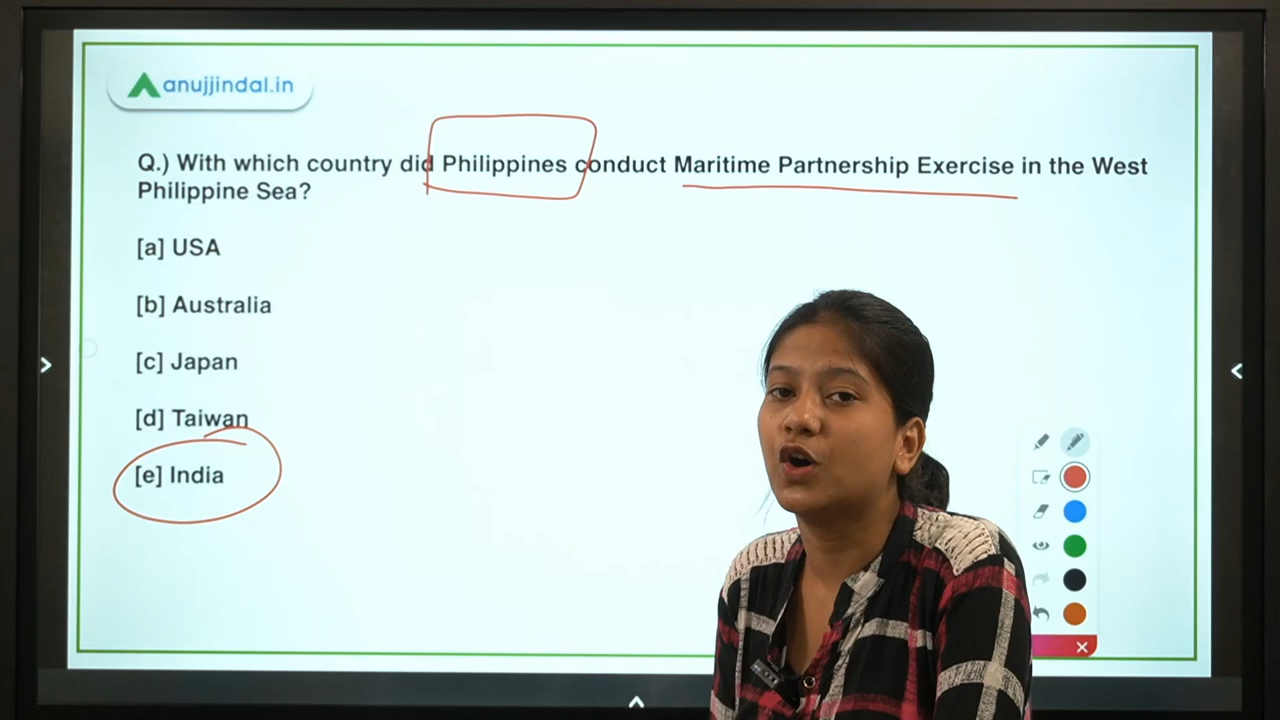 anujjindal.in
Q.) With which country did Philippines conduct Maritime Partnership Exercise in the West
Philippine Sea?
[a] USA
[b] Australia
[c] Japan
[d] Taiwan
[e] India